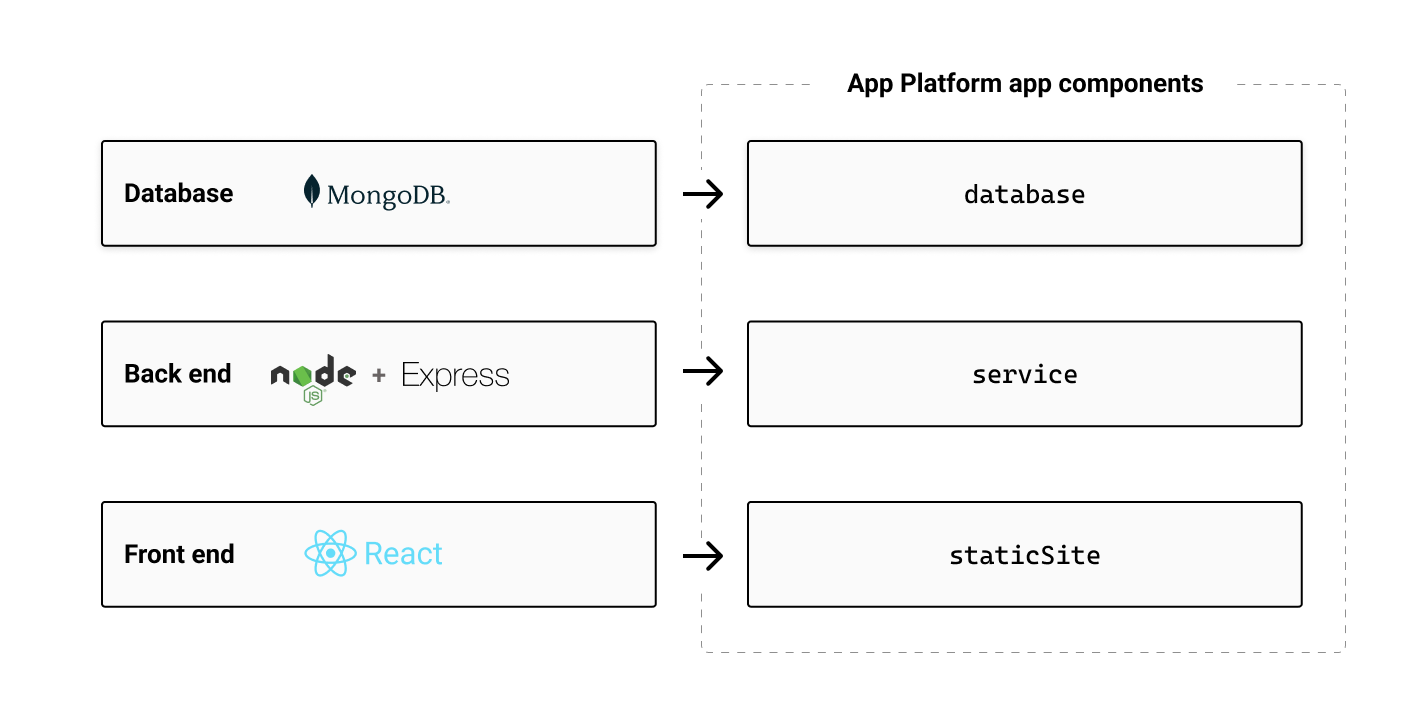 App Platform app components
Database MongoDB®
database
Back end node JS + Express
service
Front end React
staticSite